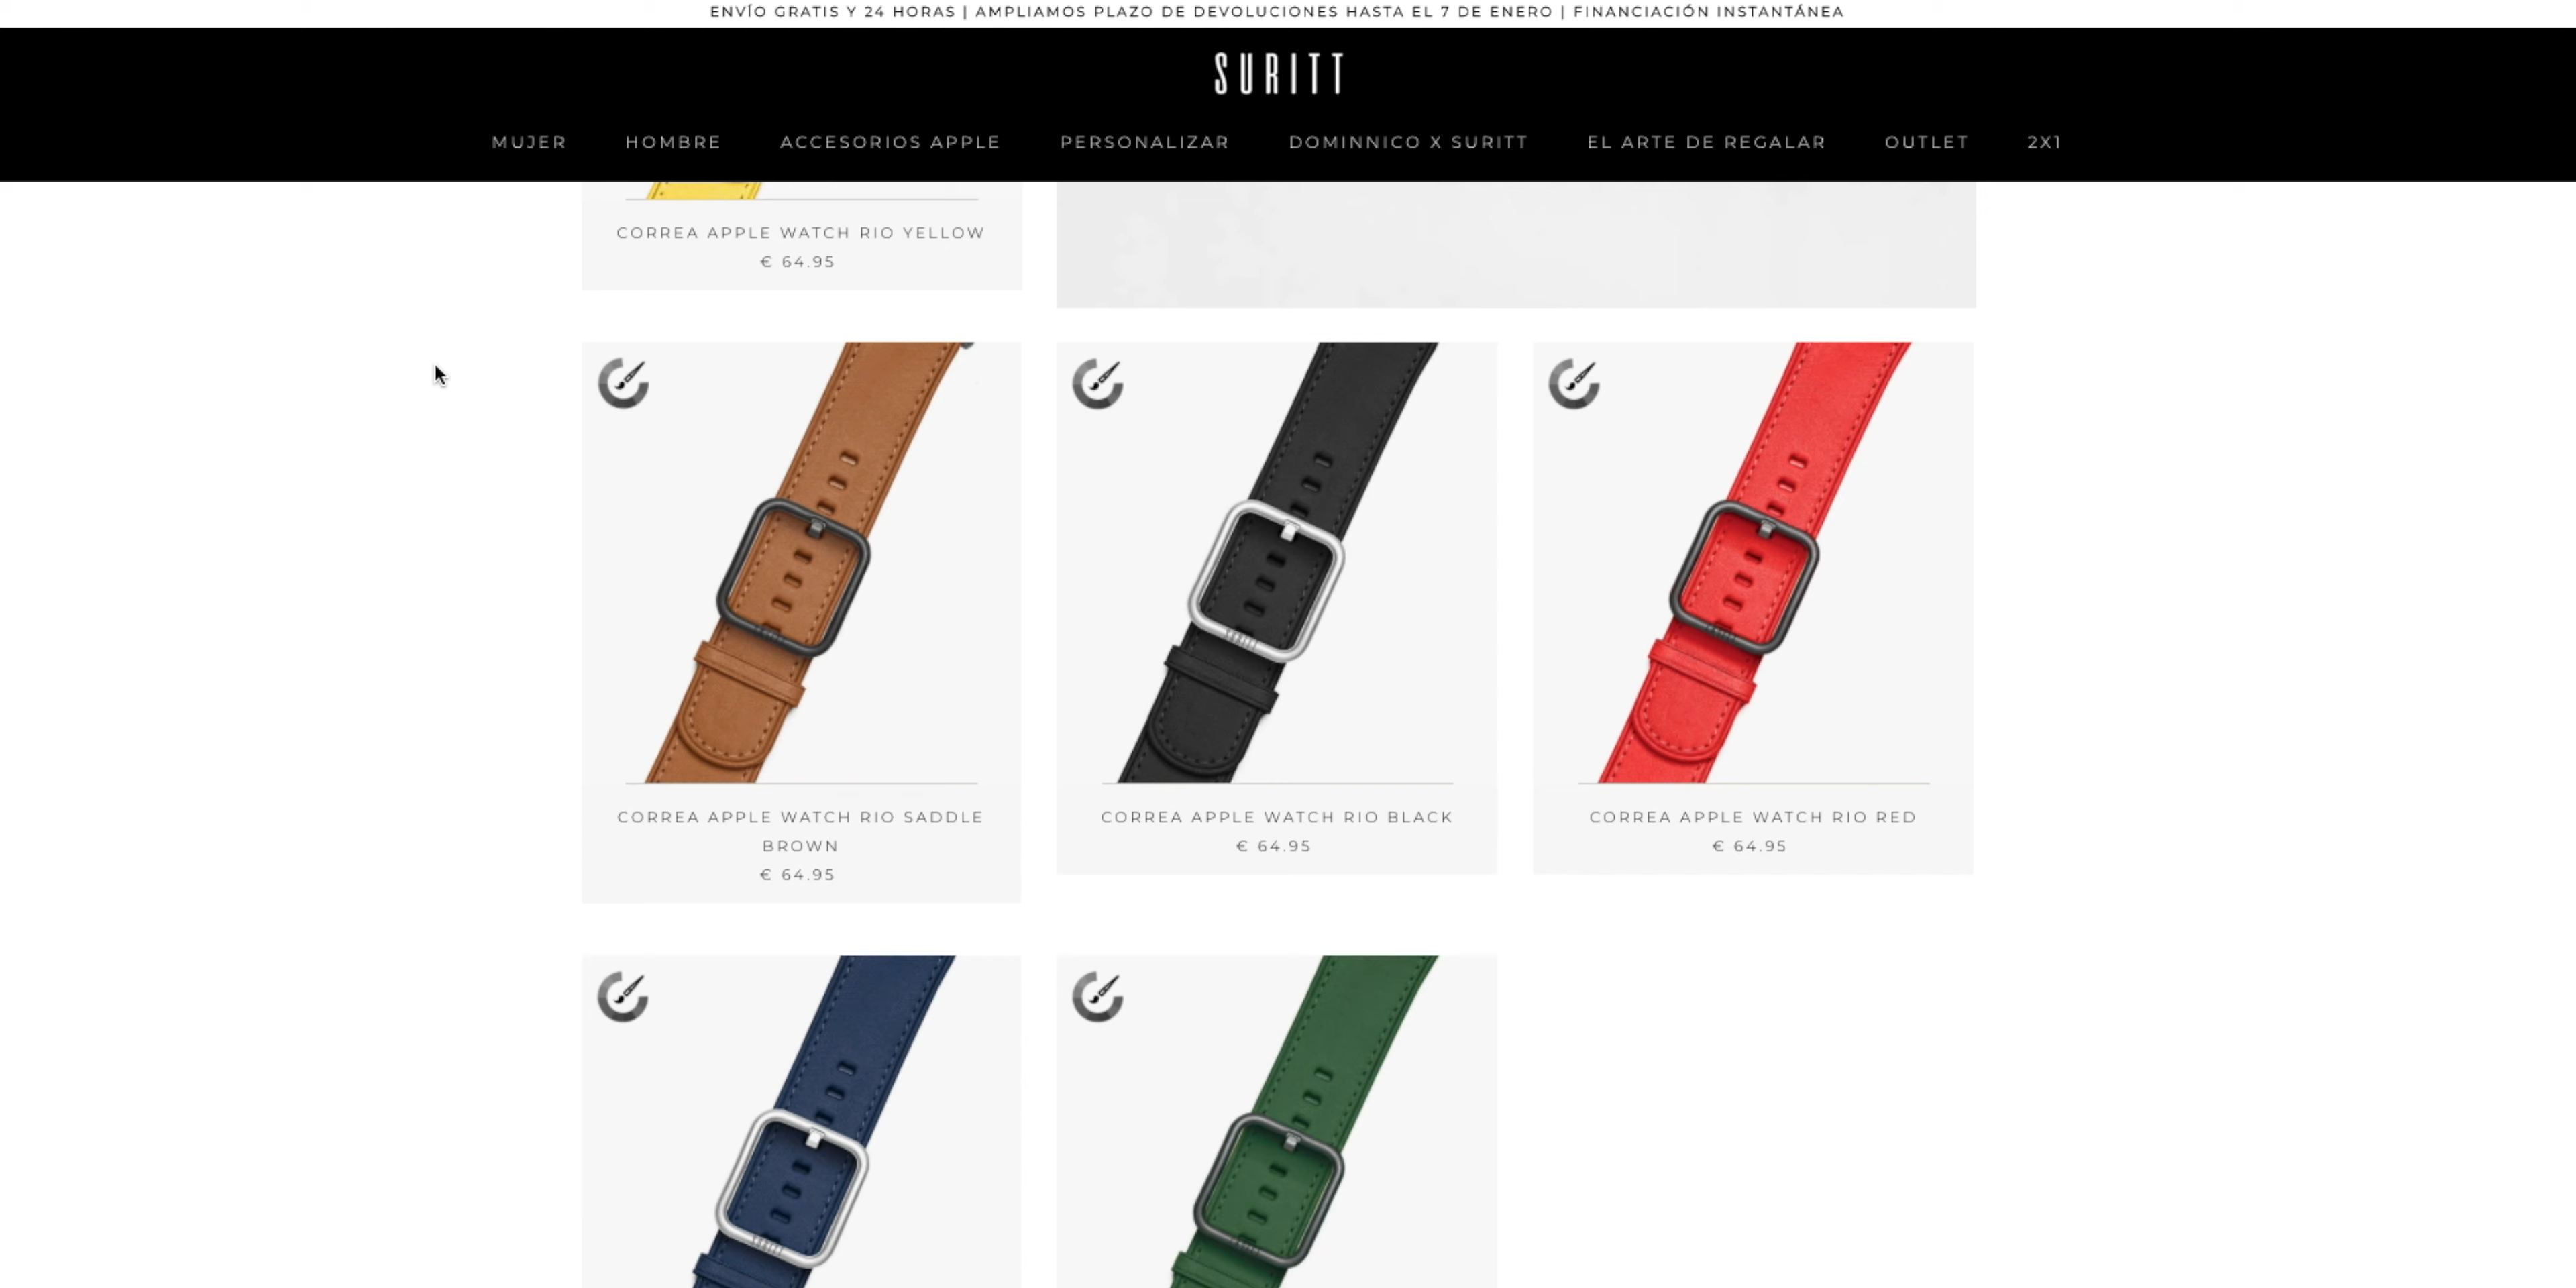 ENVÍO GRATIS Y 24 HORAS | AMPLIAMOS PLAZO DE DEVOLUCIONES HASTA EL 7 DE ENERO | FINANCIACIÓN INSTANTÁNEA
SURITT
MUJER HOMBRE ACCESORIOS APPLE PERSONALIZAR DOMINNICO X SURITT EL ARTE DE REGALAR OUTLET 2X1
CORREA APPLE WATCH RIO YELLOW
€ 64.95
CORREA APPLE WATCH RIO SADDLE
BROWN
€ 64.95
CORREA APPLE WATCH RIO BLACK
€ 64.95
CORREA APPLE WATCH RIO RED
€ 64.95